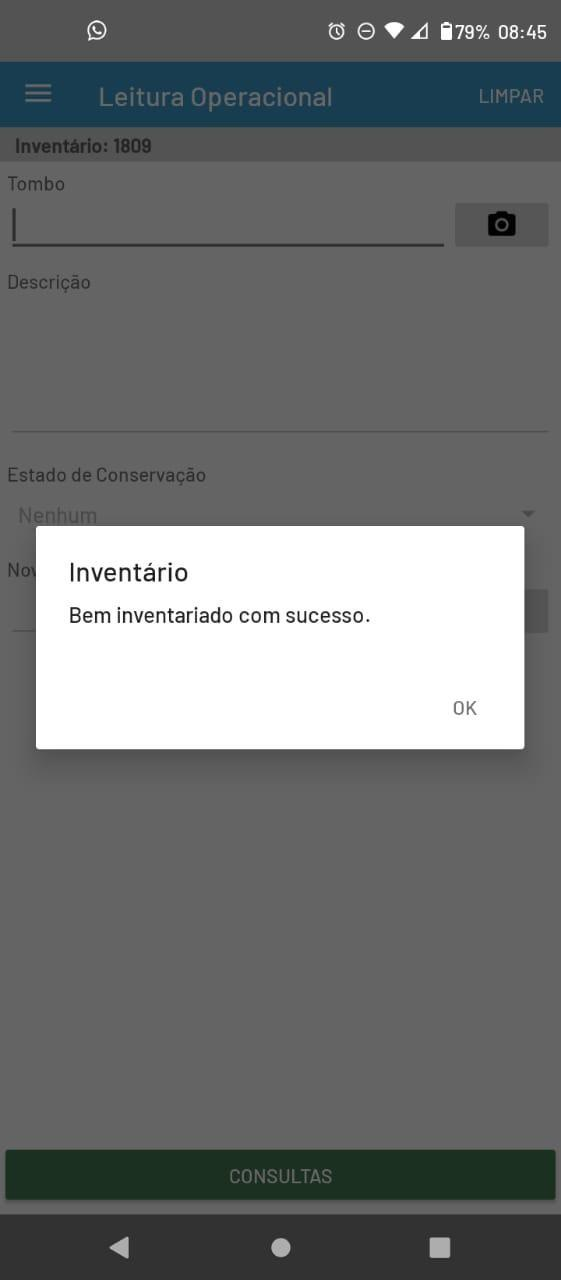 79% 08:45
Leitura Operacional LIMPAR
Inventário: 1809
Tombo
Descrição
Estado de Conservação
Nenhum
Inventário
Bem inventariado com sucesso.
OK
CONSULTAS